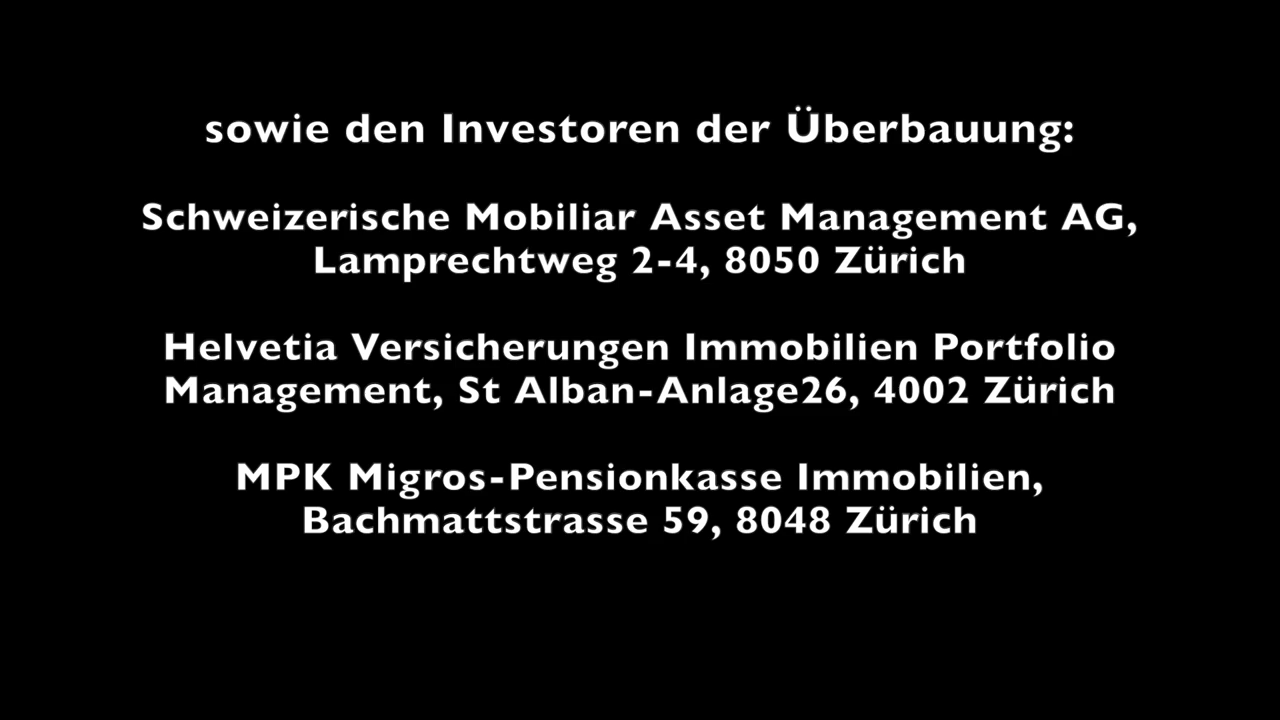 sowie den Investoren der Überbauung:
Schweizerische Mobiliar Asset Management AG,
Lamprechtweg 2-4, 8050 Zürich
Helvetia Versicherungen Immobilien Portfolio
Management, St Alban-Anlage26, 4002 Zürich
MPK Migros-Pensionkasse Immobilien,
Bachmattstrasse 59, 8048 Zürich